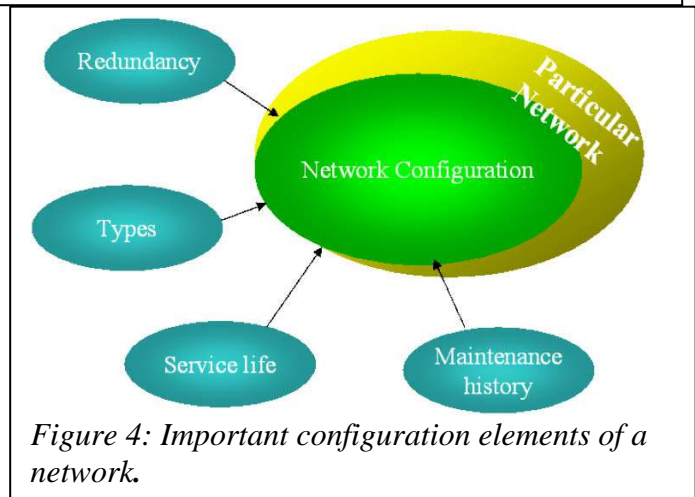 Redundancy
Particular
Network
Network Configuration
Types
Service life
Maintenance
history
Figure 4: Important configuration elements of a
network.